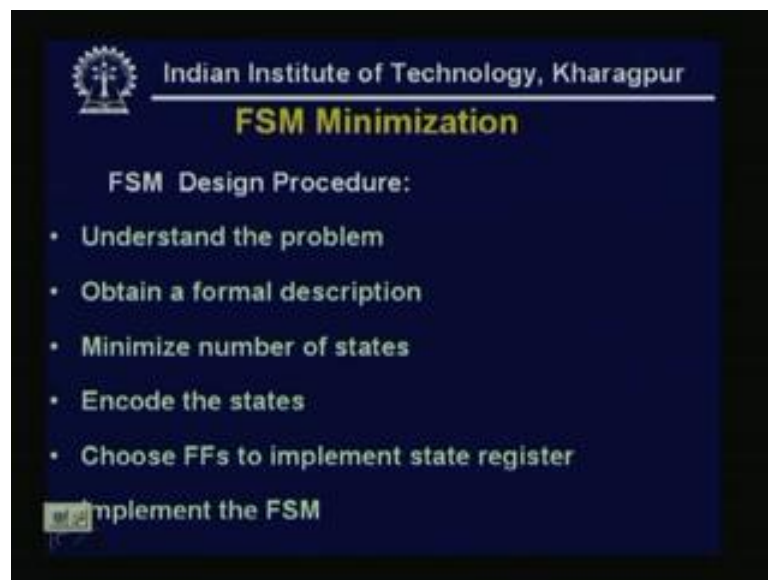 Indian Institute of Technology, Kharagpur
FSM Minimization
FSM Design Procedure:
• Understand the problem
• Obtain a formal description
• Minimize number of states
• Encode the states
• Choose FFs to implement state register
mplement the FSM